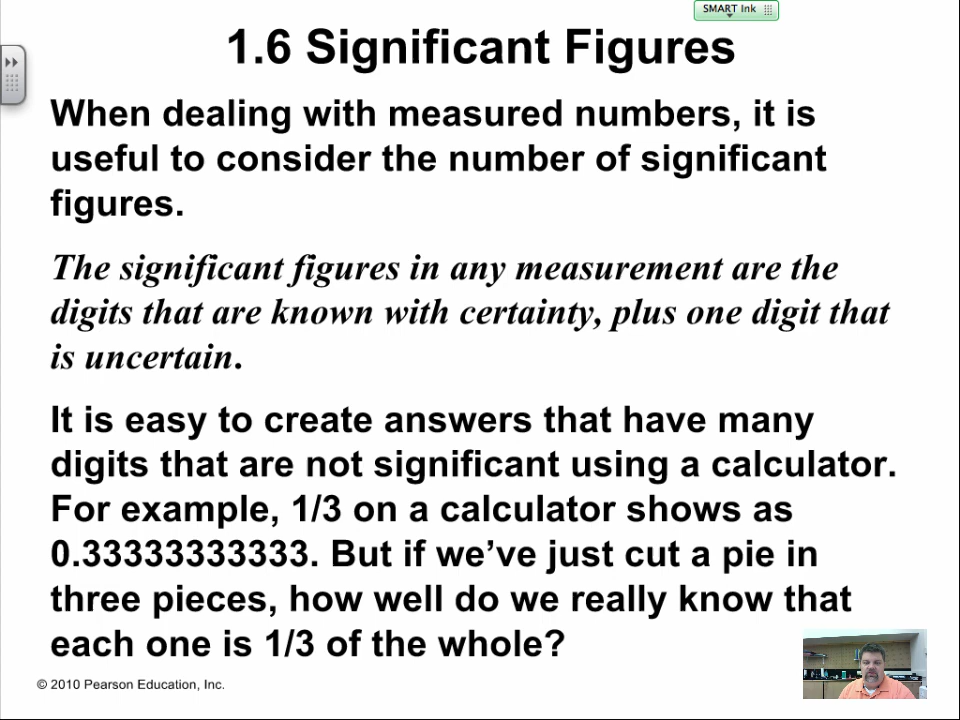 SMART Ink
1.6 Significant Figures
When dealing with measured numbers, it is
useful to consider the number of significant
figures.
The significant figures in any measurement are the
digits that are known with certainty, plus one digit that
is uncertain.
It is easy to create answers that have many
digits that are not significant using a calculator.
For example, 1/3 on a calculator shows as
0.33333333333. But if we’ve just cut a pie in
three pieces, how well do we really know that
each one is 1/3 of the whole?
© 2010 Pearson Education, Inc.